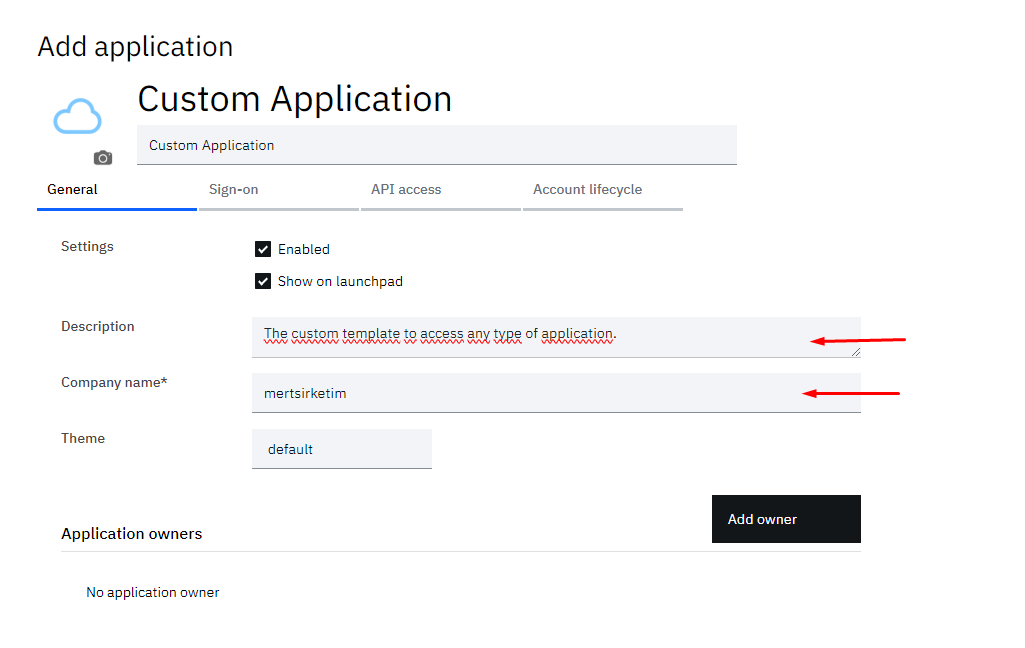 Add application
Custom Application
Custom Application
General Sign-on API access Account lifecycle
Settings
Enabled
Show on launchpad
Description The custom template to access any type of application.
Company name* mertsirketim
Theme default
Application owners Add owner
No application owner